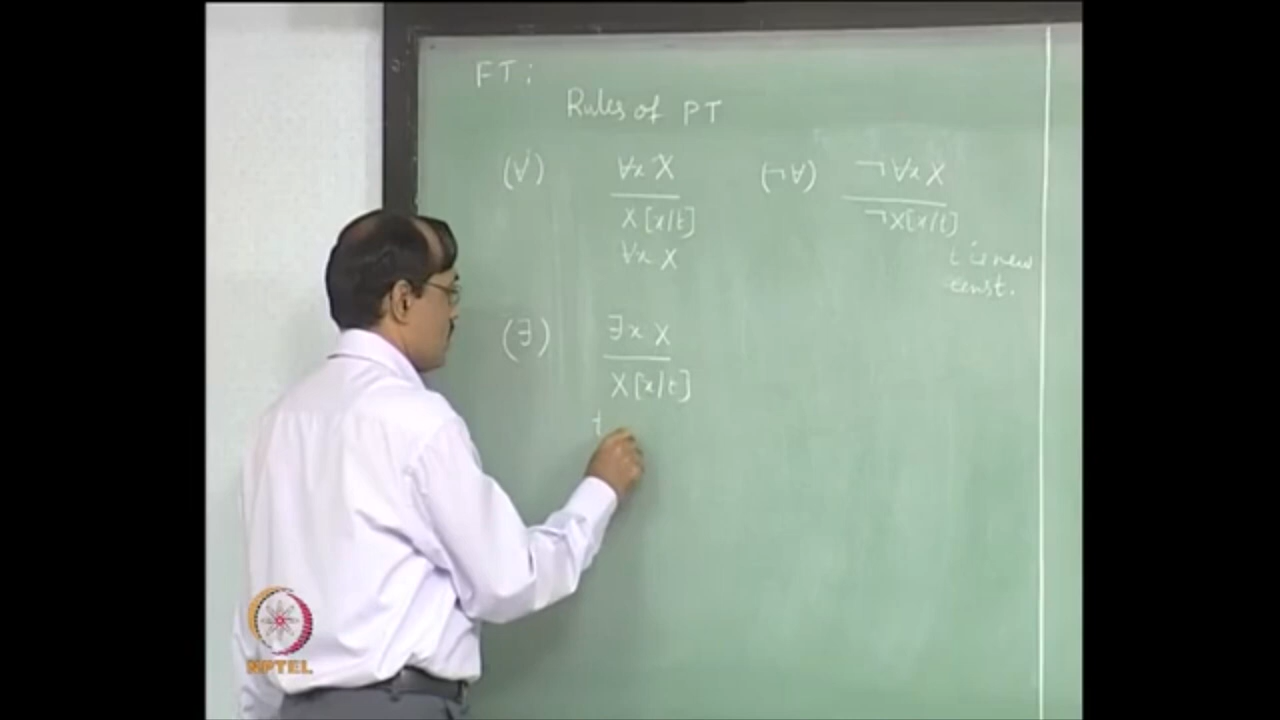 FT :
Rules of PT
(∀) ∀x X (¬∀) ¬∀x X
X[x/t] ¬X[x/t]
∀x X t is new
const.
(∃) ∃x X
X[x/t]
t
NPTEL